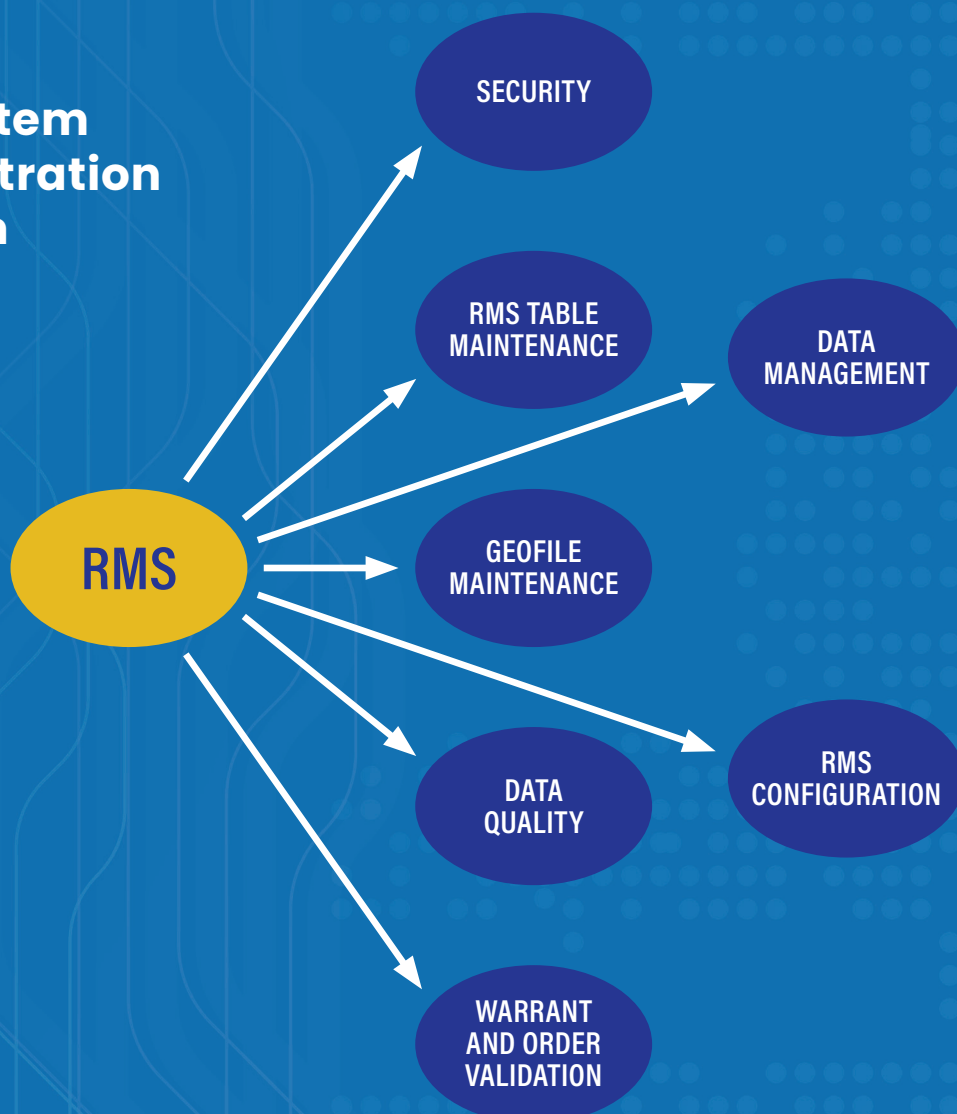 tem
tration
n
SECURITY
RMS TABLE
MAINTENANCE
DATA
MANAGEMENT
RMS
GEOFILE
MAINTENANCE
DATA
QUALITY
RMS
CONFIGURATION
WARRANT
AND ORDER
VALIDATION